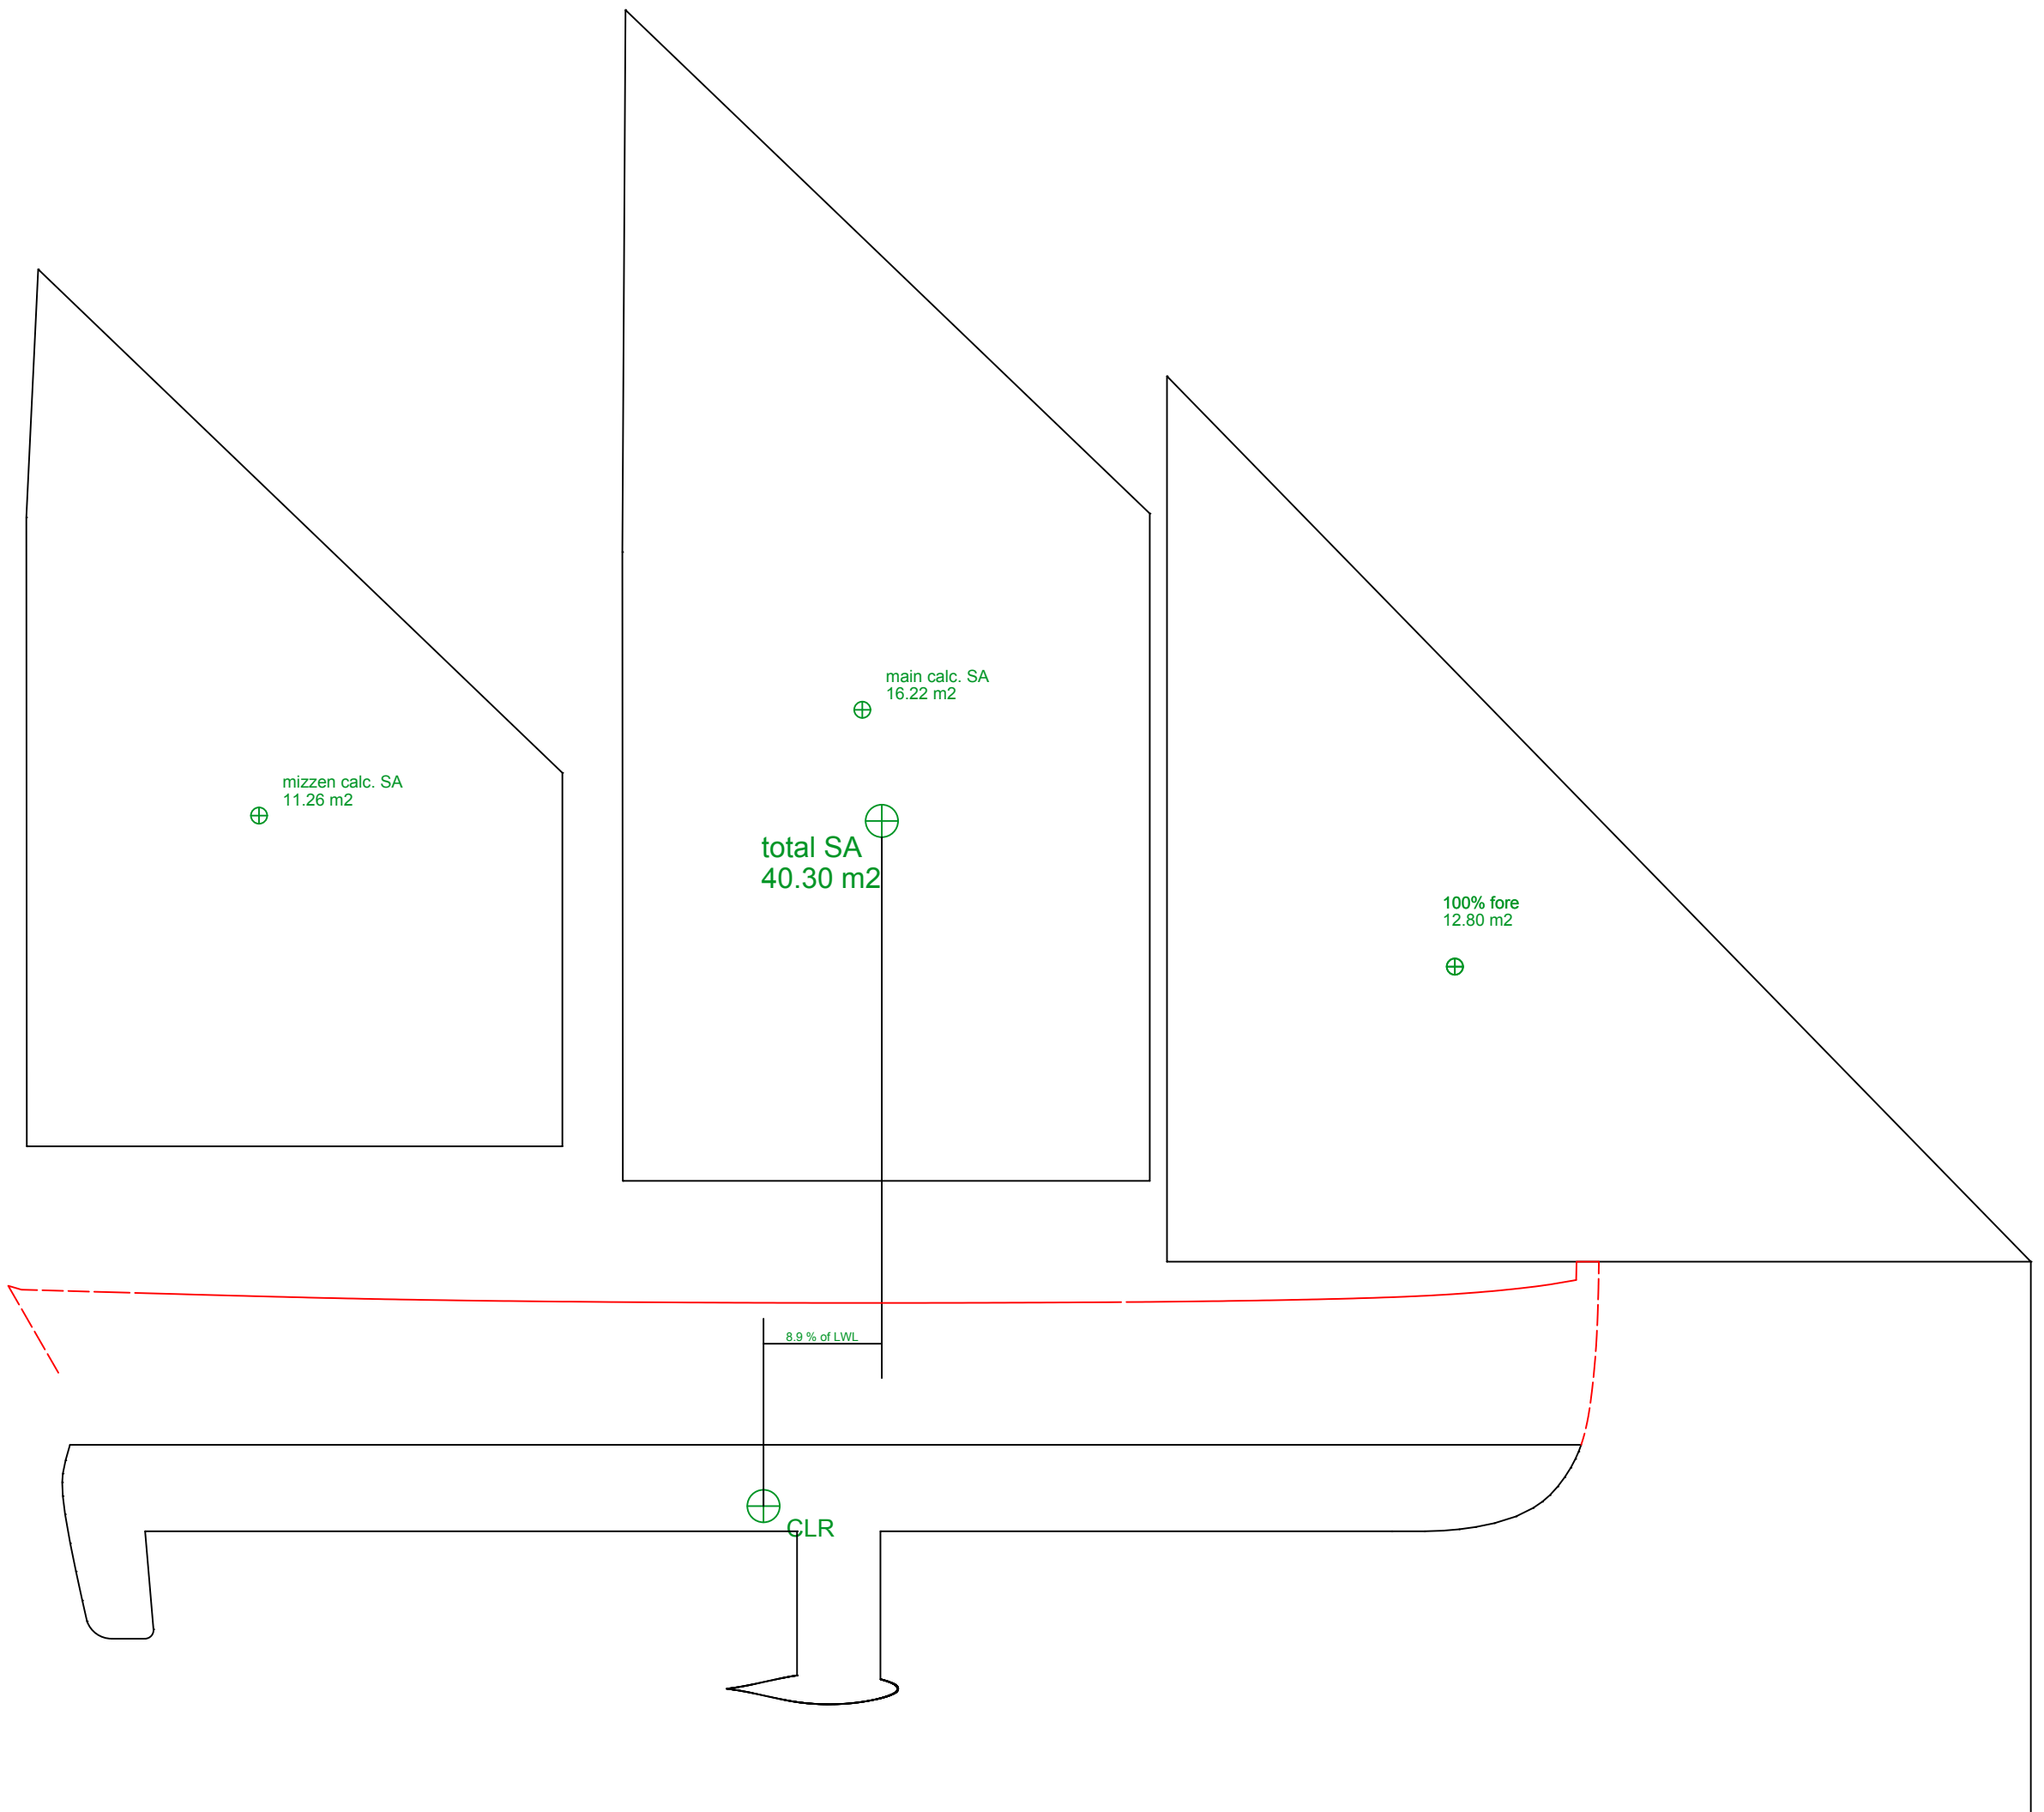 main calc. SA
16.22 m2
mizzen calc. SA
11.26 m2
total SA
40.30 m2
100% fore
12.80 m2
8.9 % of LWL
CLR